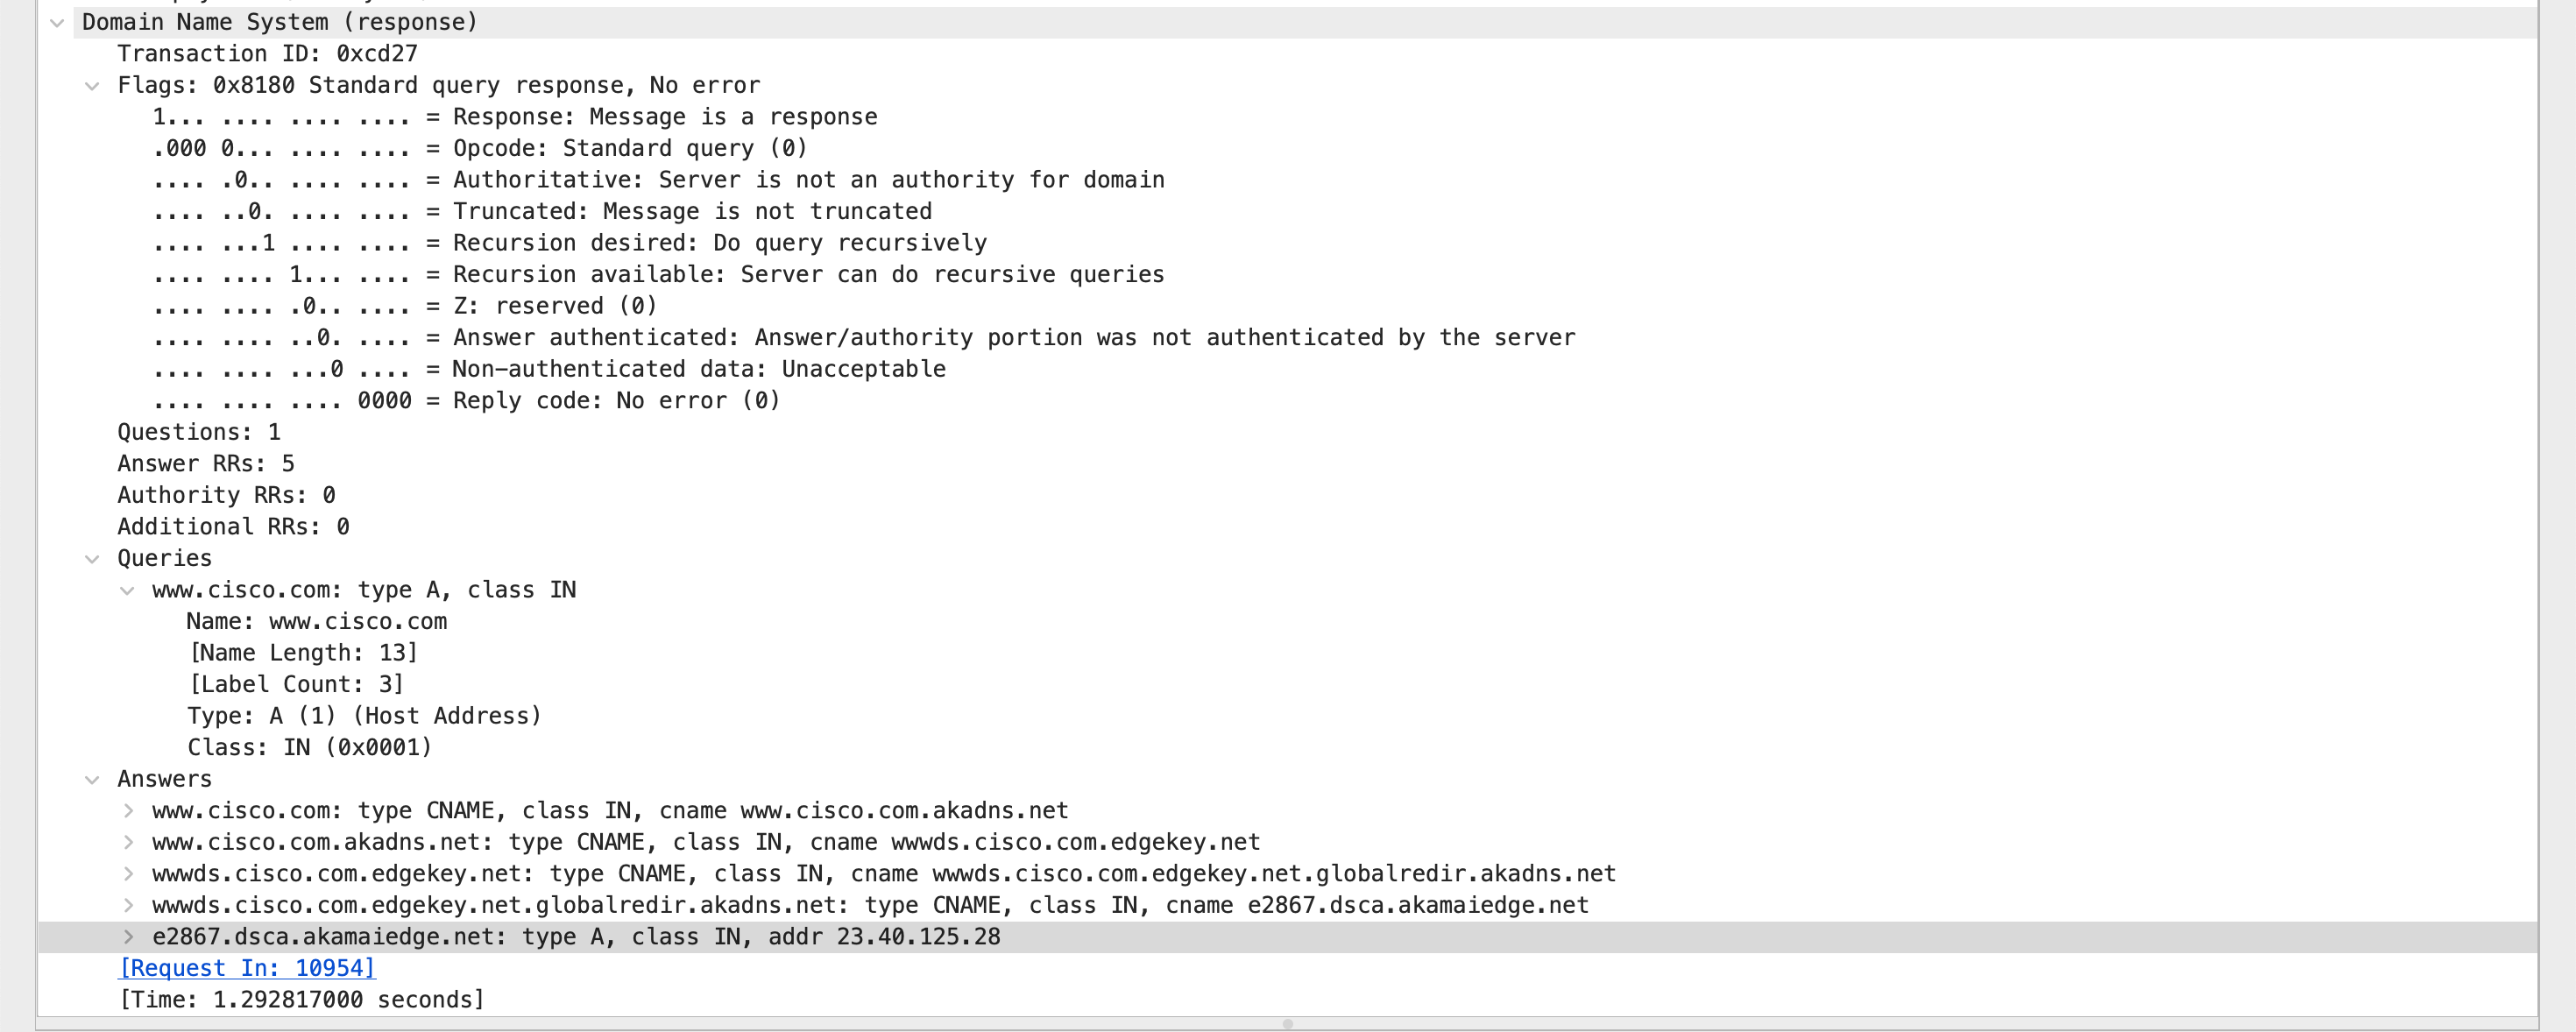 Domain Name System (response)
Transaction ID: 0xcd27
Flags: 0x8180 Standard query response, No error
1... .... .... .... = Response: Message is a response
.000 0... .... .... = Opcode: Standard query (0)
.... .0.. .... .... = Authoritative: Server is not an authority for domain
.... ..0. .... .... = Truncated: Message is not truncated
.... ...1 .... .... = Recursion desired: Do query recursively
.... .... 1... .... = Recursion available: Server can do recursive queries
.... .... .0.. .... = Z: reserved (0)
.... .... ..0. .... = Answer authenticated: Answer/authority portion was not authenticated by the server
.... .... ...0 .... = Non-authenticated data: Unacceptable
.... .... .... 0000 = Reply code: No error (0)
Questions: 1
Answer RRs: 5
Authority RRs: 0
Additional RRs: 0
Queries
www.cisco.com: type A, class IN
Name: www.cisco.com
[Name Length: 13]
[Label Count: 3]
Type: A (1) (Host Address)
Class: IN (0x0001)
Answers
www.cisco.com: type CNAME, class IN, cname www.cisco.com.akadns.net
www.cisco.com.akadns.net: type CNAME, class IN, cname wwwds.cisco.com.edgekey.net
wwwds.cisco.com.edgekey.net: type CNAME, class IN, cname wwwds.cisco.com.edgekey.net.globalredir.akadns.net
wwwds.cisco.com.edgekey.net.globalredir.akadns.net: type CNAME, class IN, cname e2867.dsca.akamaiedge.net
e2867.dsca.akamaiedge.net: type A, class IN, addr 23.40.125.28
[Request In: 10954]
[Time: 1.292817000 seconds]